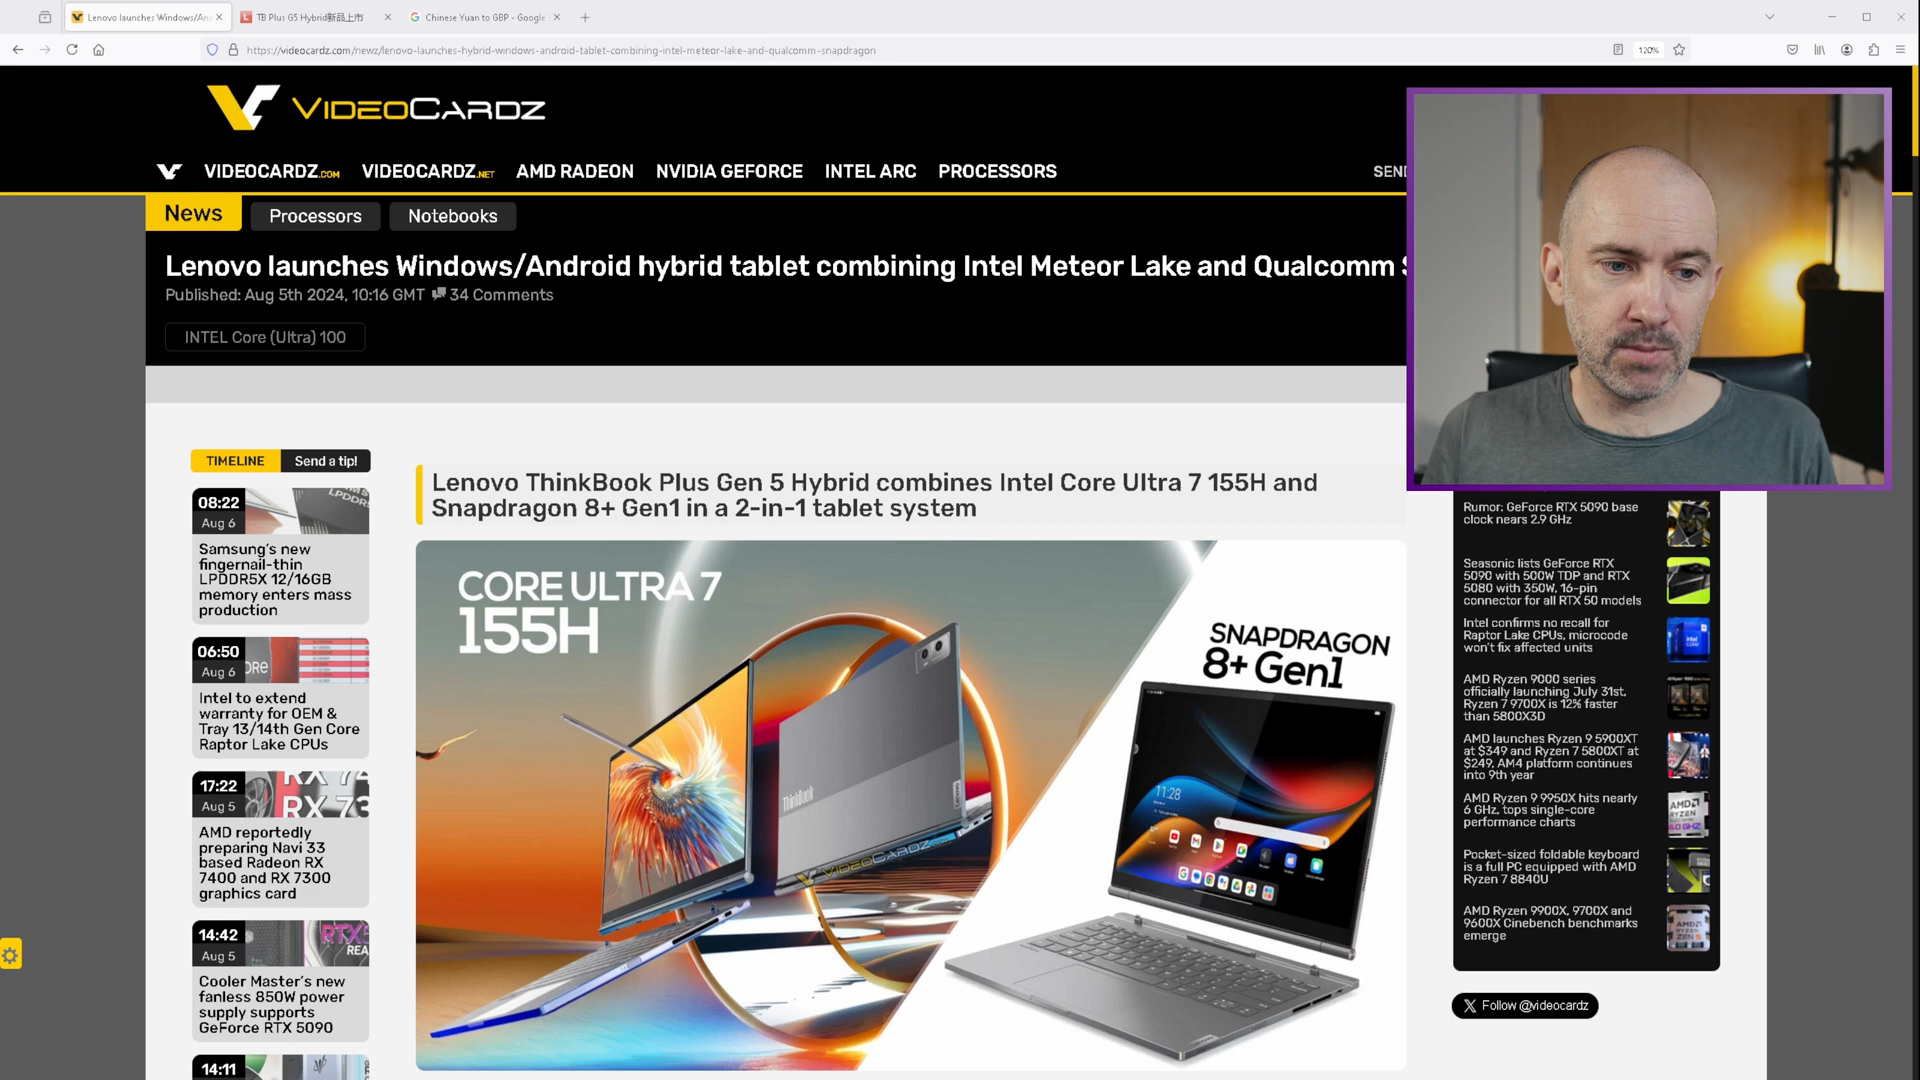 Lenovo launches Windows/An
TB Plus G5 Hybrid新品上市
Chinese Yuan to GBP - Google
https://videocardz.com/newz/lenovo-launches-hybrid-windows-android-tablet-combining-intel-meteor-lake-and-qualcomm-snapdragon
120%
VIDEOCARDZ
VIDEOCARDZ.COM
VIDEOCARDZ.NET
AMD RADEON
NVIDIA GEFORCE
INTEL ARC
PROCESSORS
SEND
News
Processors
Notebooks
Lenovo launches Windows/Android hybrid tablet combining Intel Meteor Lake and Qualcomm S
Published: Aug 5th 2024, 10:16 GMT 34 Comments
INTEL Core (Ultra) 100
TIMELINE
Send a tip!
08:22
Aug 6
Samsung's new
fingernail-thin
LPDDR5X 12/16GB
memory enters mass
production
06:50
Aug 6
Intel to extend
warranty for OEM &
Tray 13/14th Gen Core
Raptor Lake CPUs
17:22
Aug 5
AMD reportedly
preparing Navi 33
based Radeon RX
7400 and RX 7300
graphics card
14:42
Aug 5
Cooler Master's new
fanless 850W power
supply supports
GeForce RTX 5090
14:11
Lenovo ThinkBook Plus Gen 5 Hybrid combines Intel Core Ultra 7 155H and
Snapdragon 8+ Gen1 in a 2-in-1 tablet system
CORE ULTRA 7
155H
SNAPDRAGON
8+ Gen1
ThinkBook
Lenovo
VIDEOCARDZ
11:28
Rumor: GeForce RTX 5090 base
clock nears 2.9 GHz
Seasonic lists GeForce RTX
5090 with 500W TDP and RTX
5080 with 350W, 16-pin
connector for all RTX 50 models
Intel confirms no recall for
Raptor Lake CPUs, microcode
won't fix affected units
AMD Ryzen 9000 series
officially launching July 31st,
Ryzen 7 9700X is 12% faster
than 5800X3D
AMD launches Ryzen 9 5900XT
at $349 and Ryzen 7 5800XT at
$249, AM4 platform continues
into 9th year
AMD Ryzen 9 9950X hits nearly
6 GHz, tops single-core
performance charts
Pocket-sized foldable keyboard
is a full PC equipped with AMD
Ryzen 7 8840U
AMD Ryzen 9900X, 9700X and
9600X Cinebench benchmarks
emerge
Follow @videocardz